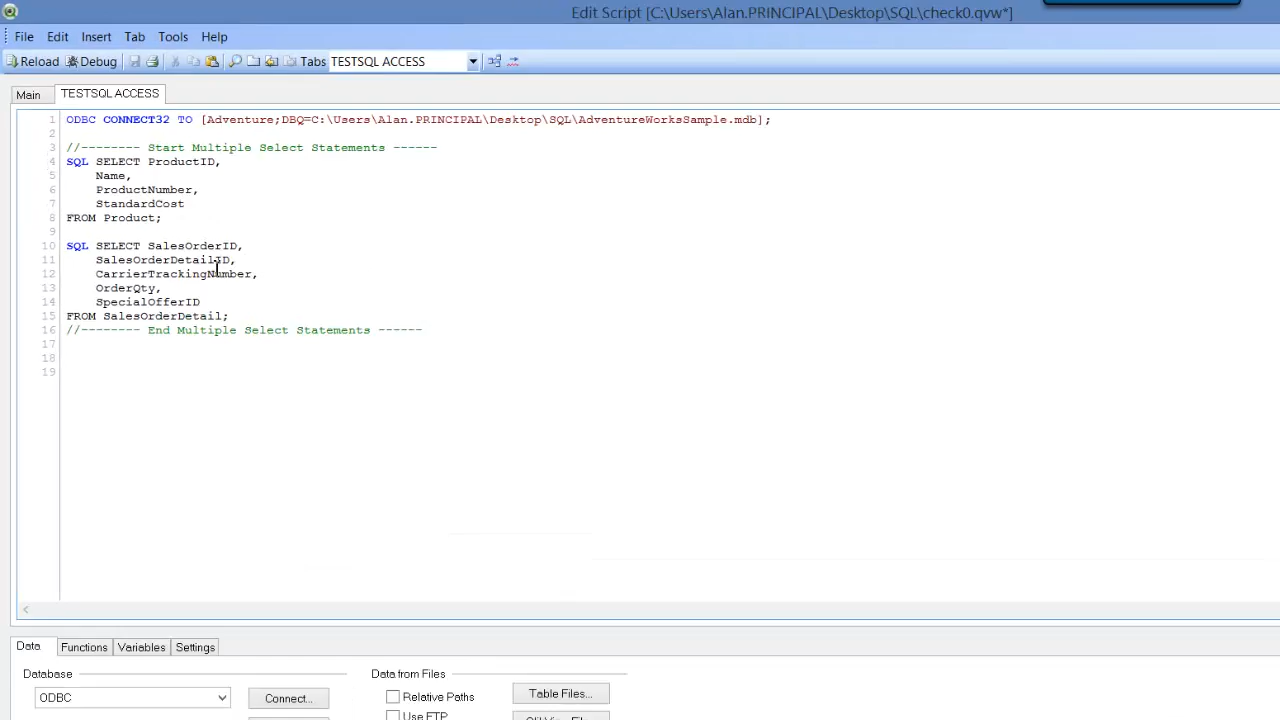 Edit Script [C:\Users\Alan.PRINCIPAL\Desktop\SQL\check0.qvw*]
File Edit Insert Tab Tools Help
Reload Debug Tabs TESTSQL ACCESS
Main TESTSQL ACCESS
1 ODBC CONNECT32 TO [Adventure;DBQ=C:\Users\Alan.PRINCIPAL\Desktop\SQL\AdventureWorksSample.mdb];
2
3 //-------- Start Multiple Select Statements ------
4 SQL SELECT ProductID,
5 Name,
6 ProductNumber,
7 StandardCost
8 FROM Product;
9
10 SQL SELECT SalesOrderID,
11 SalesOrderDetailID,
12 CarrierTrackingNumber,
13 OrderQty,
14 SpecialOfferID
15 FROM SalesOrderDetail;
16 //-------- End Multiple Select Statements ------
17
18
19
Data Functions Variables Settings
Database Data from Files
ODBC Connect... Relative Paths Table Files...
Use FTP